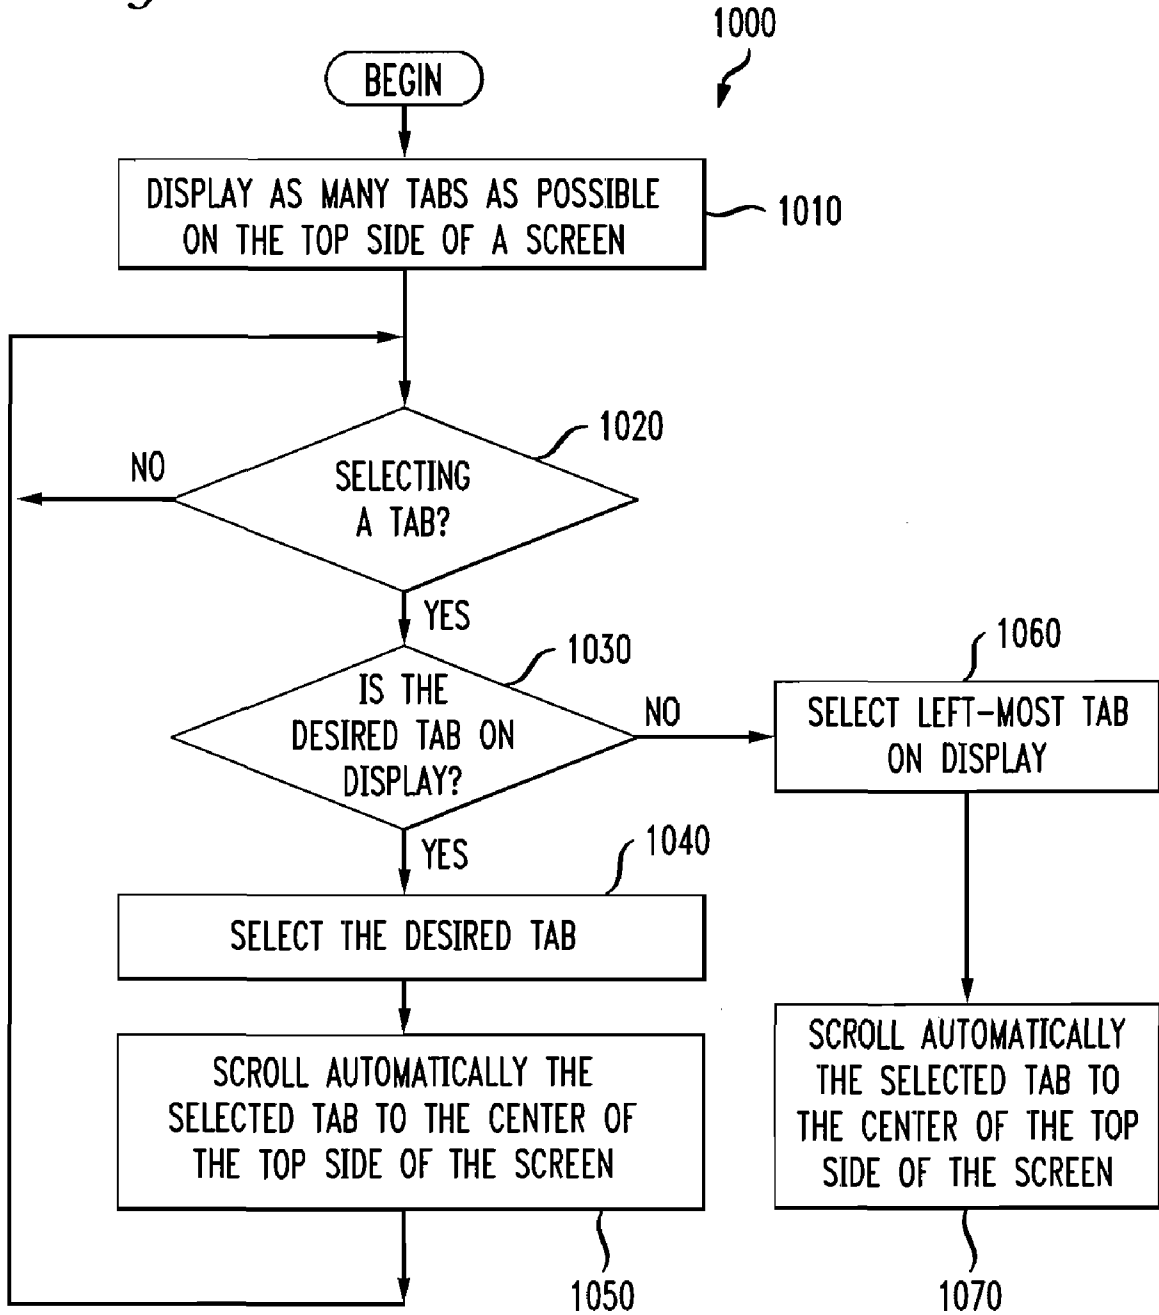 1000
BEGIN
DISPLAY AS MANY TABS AS POSSIBLE
ON THE TOP SIDE OF A SCREEN
1010
1020
NO
SELECTING
A TAB?
YES
1030
IS THE
DESIRED TAB ON
DISPLAY?
NO
1060
SELECT LEFT-MOST TAB
ON DISPLAY
YES
1040
SELECT THE DESIRED TAB
SCROLL AUTOMATICALLY THE
SELECTED TAB TO THE CENTER OF
THE TOP SIDE OF THE SCREEN
1050
SCROLL AUTOMATICALLY
THE SELECTED TAB TO
THE CENTER OF THE TOP
SIDE OF THE SCREEN
1070